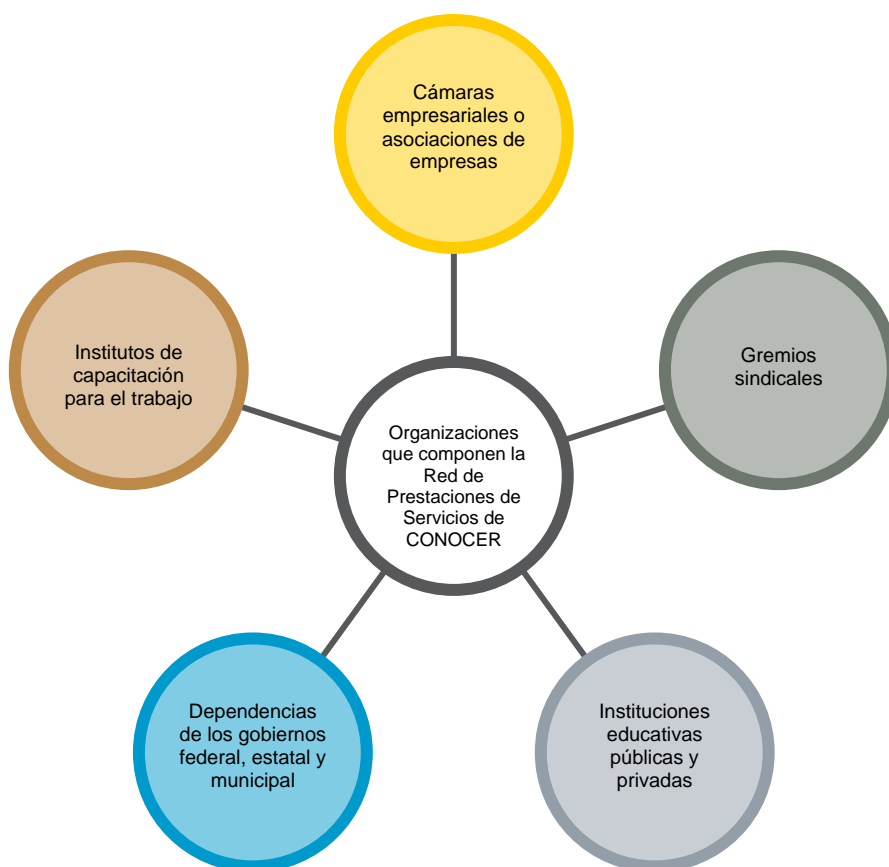 Cámaras
empresariales o
asociaciones de
empresas
Institutos de
capacitación
para el trabajo
Gremios
sindicales
Organizaciones
que componen la
Red de
Prestaciones de
Servicios de
CONOCER
Dependencias
de los gobiernos
federal, estatal y
municipal
Instituciones
educativas
públicas y
privadas